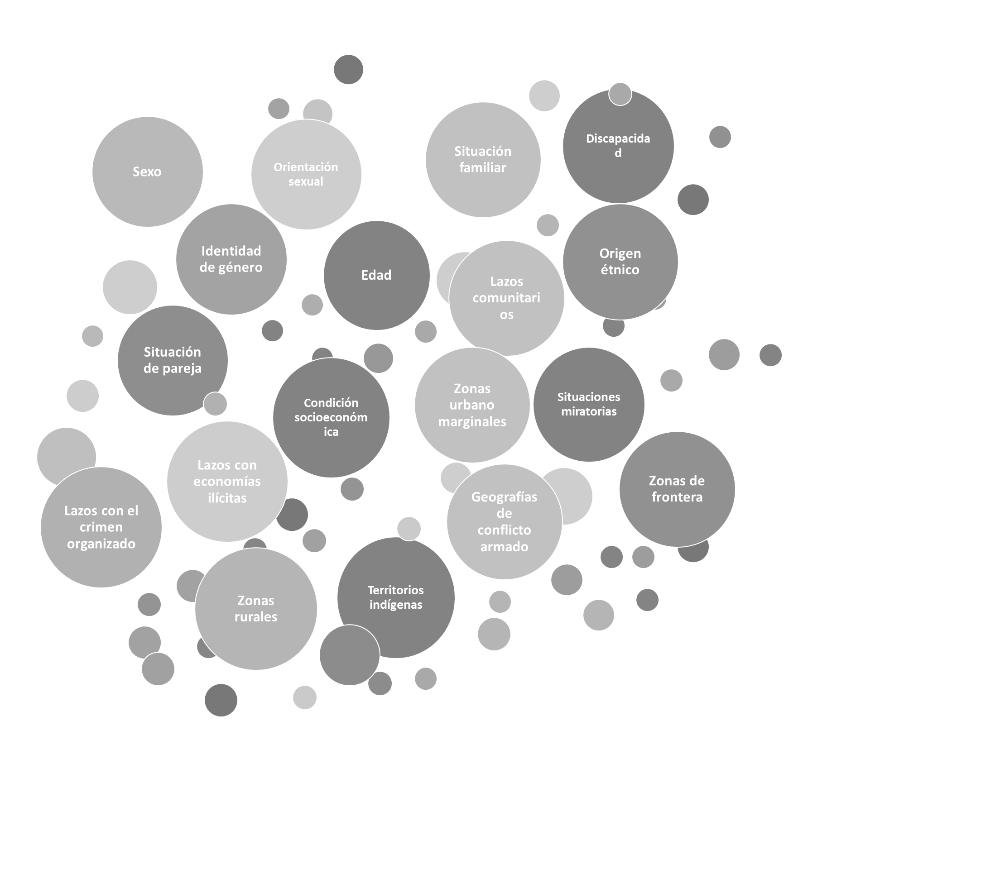 Sexo
Orientación
sexual
Situación
familiar
Discapacida
d
Identidad
de género
Edad
Lazos
comunitari
os
Origen
étnico
Situación
de pareja
Condición
socioeconóm
ica
Zonas
urbano
marginales
Situaciones
miratorias
Lazos con el
crimen
organizado
Lazos con
economías
ilícitas
Geografías
de
conflicto
armado
Zonas de
frontera
Zonas
rurales
Territorios
indígenas